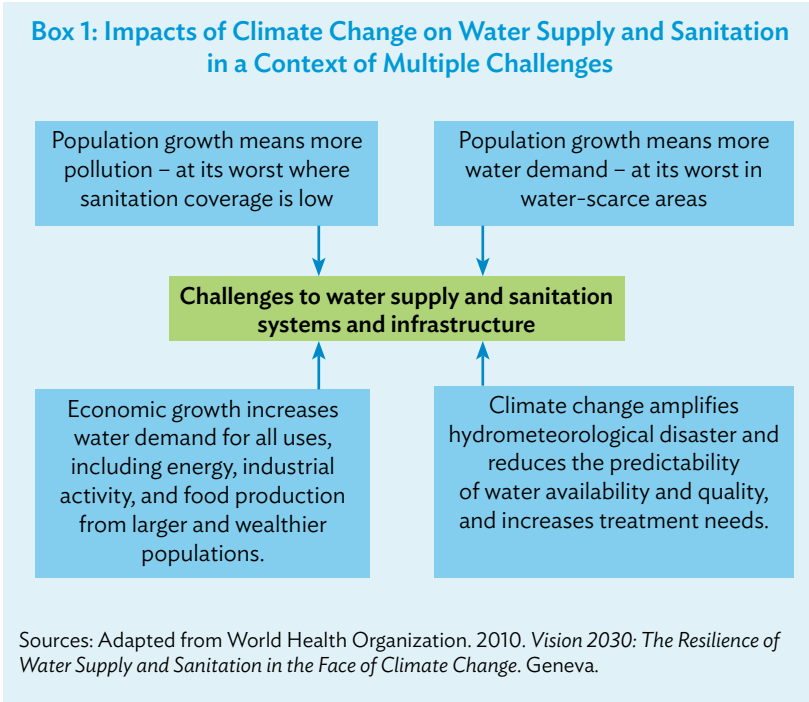 Box 1: Impacts of Climate Change on Water Supply and Sanitation
in a Context of Multiple Challenges
Population growth means more
pollution – at its worst where
sanitation coverage is low
Population growth means more
water demand – at its worst in
water-scarce areas
Challenges to water supply and sanitation
systems and infrastructure
Economic growth increases
water demand for all uses,
including energy, industrial
activity, and food production
from larger and wealthier
populations.
Climate change amplifies
hydrometeorological disaster and
reduces the predictability
of water availability and quality,
and increases treatment needs.
Sources: Adapted from World Health Organization. 2010. Vision 2030: The Resilience of
Water Supply and Sanitation in the Face of Climate Change. Geneva.